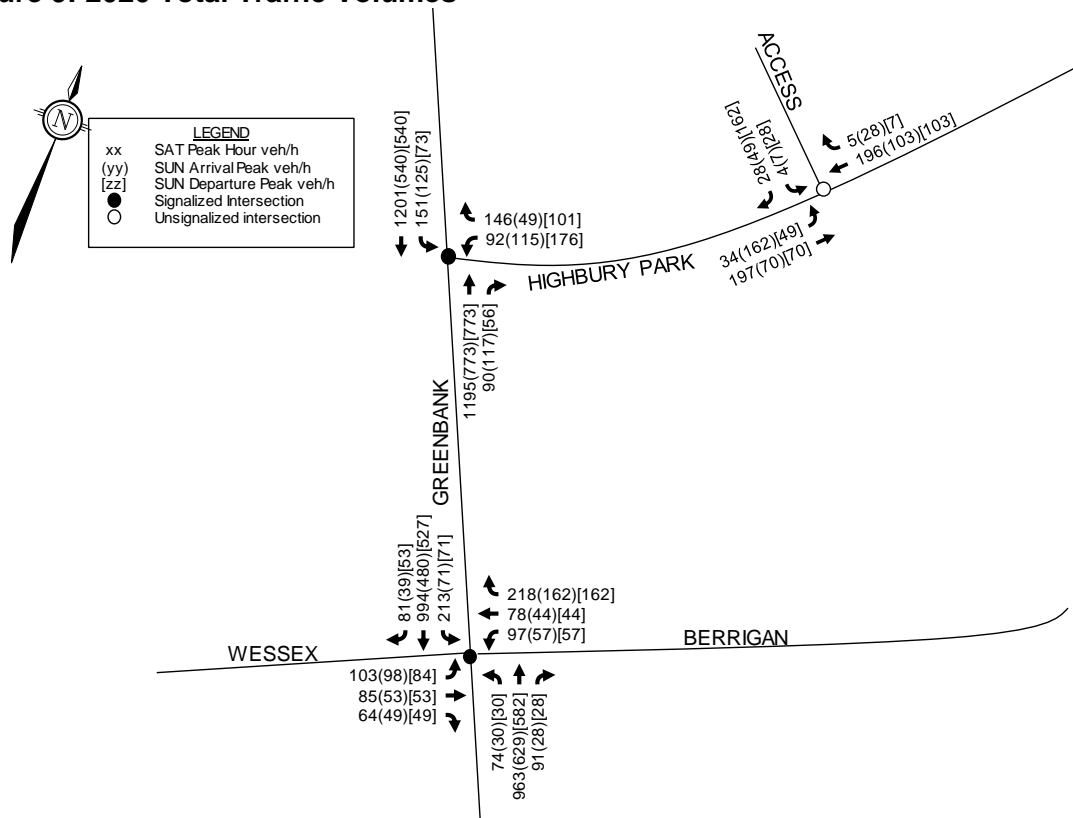 ure 9: 2020 Total Traffic Volumes
N
LEGEND
xx SAT Peak Hour veh/h
(yy) SUN Arrival Peak veh/h
[zz] SUN Departure Peak veh/h
Signalized Intersection
Unsignalized intersection
ACCESS
28(49)[162]
4(7)[28]
5(28)[7]
196(103)[103]
34(162)[49]
197(70)[70]
1201(540)[540]
151(125)[73]
146(49)[101]
92(115)[176]
HIGHBURY PARK
1195(773)[773]
90(117)[56]
GREENBANK
81(39)[53]
994(480)[527]
213(71)[71]
218(162)[162]
78(44)[44]
97(57)[57]
WESSEX
BERRIGAN
103(98)[84]
85(53)[53]
64(49)[49]
74(30)[30]
963(629)[582]
91(28)[28]